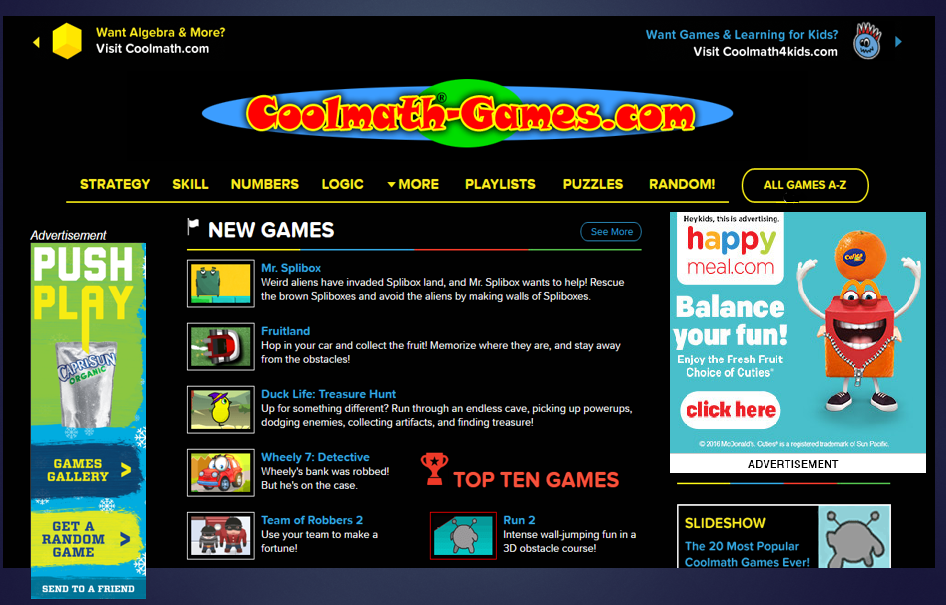 Want Algebra & More?
Visit Coolmath.com
Want Games & Learning for Kids?
Visit Coolmath4kids.com
Coolmath-Games.com
®
STRATEGY SKILL NUMBERS LOGIC MORE PLAYLISTS PUZZLES RANDOM! ALL GAMES A-Z
Advertisement
PUSH
PLAY
CAPRISUN
ORGANIC
GAMES
GALLERY
GET A
RANDOM
GAME
SEND TO A FRIEND
NEW GAMES
See More
Mr. Splibox
Weird aliens have invaded Splibox land, and Mr. Splibox wants to help! Rescue
the brown Spliboxes and avoid the aliens by making walls of Spliboxes.
Fruitland
Hop in your car and collect the fruit! Memorize where they are, and stay away
from the obstacles!
Duck Life: Treasure Hunt
Up for something different? Run through an endless cave, picking up powerups,
dodging enemies, collecting artifacts, and finding treasure!
Wheely 7: Detective
Wheely's bank was robbed!
But he's on the case.
Team of Robbers 2
Use your team to make a
fortune!
TOP TEN GAMES
Run 2
Intense wall-jumping fun in a
3D obstacle course!
Hey kids, this is advertising.
happy
meal.com
Balance
your fun!
Enjoy the Fresh Fruit
Choice of Cuties®
click here
© 2016 McDonald's. Cuties® is a registered trademark of Sun Pacific.
ADVERTISEMENT
SLIDESHOW
The 20 Most Popular
Coolmath Games Ever!